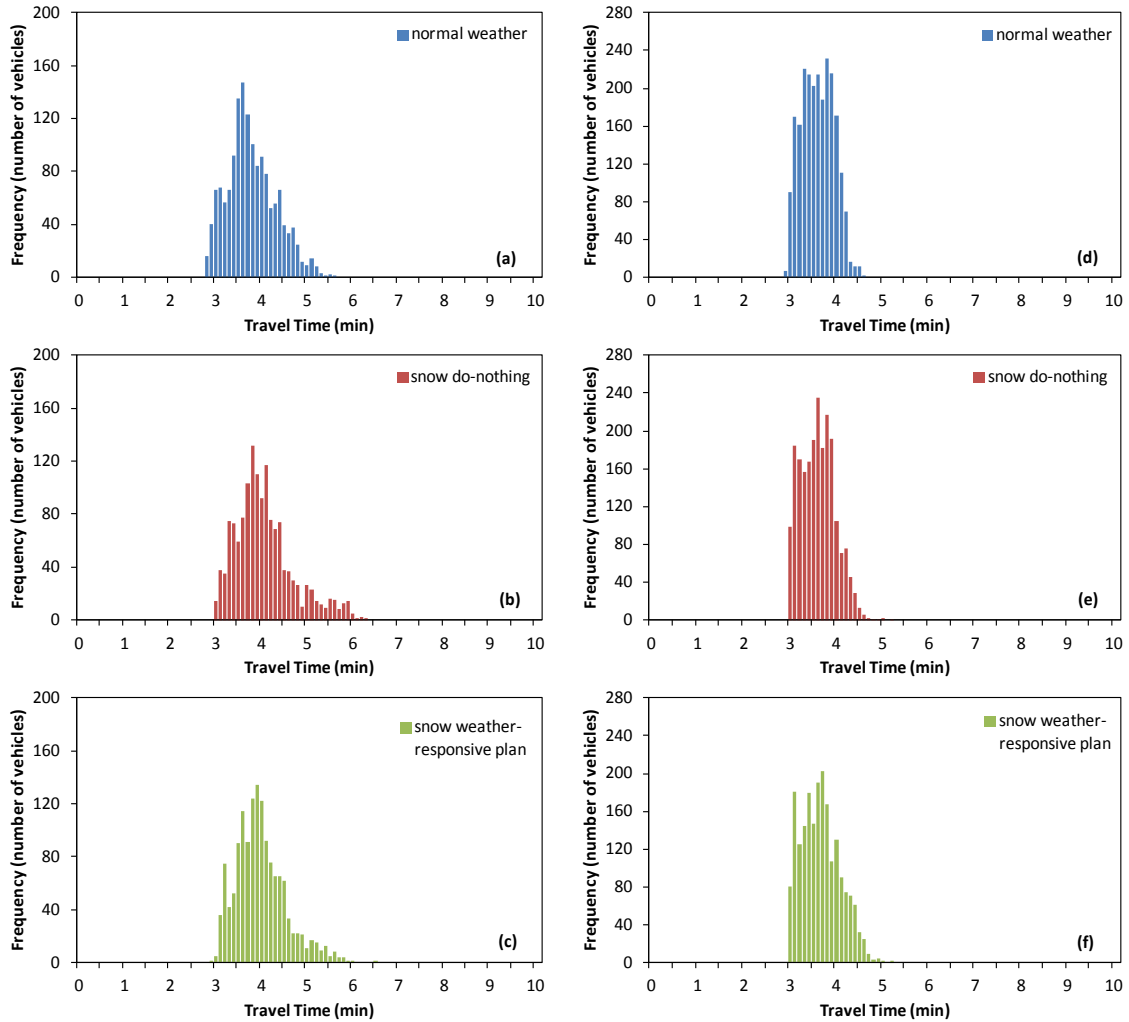 Frequency (number of vehicles)
200
160
120
80
40
0
normal weather
(a)
0 1 2 3 4 5 6 7 8 9 10
Travel Time (min)
Frequency (number of vehicles)
280
240
200
160
120
80
40
0
normal weather
(d)
0 1 2 3 4 5 6 7 8 9 10
Travel Time (min)
Frequency (number of vehicles)
200
160
120
80
40
0
snow do-nothing
(b)
0 1 2 3 4 5 6 7 8 9 10
Travel Time (min)
Frequency (number of vehicles)
280
240
200
160
120
80
40
0
snow do-nothing
(e)
0 1 2 3 4 5 6 7 8 9 10
Travel Time (min)
Frequency (number of vehicles)
200
160
120
80
40
0
snow weather-
responsive plan
(c)
0 1 2 3 4 5 6 7 8 9 10
Travel Time (min)
Frequency (number of vehicles)
280
240
200
160
120
80
40
0
snow weather-
responsive plan
(f)
0 1 2 3 4 5 6 7 8 9 10
Travel Time (min)